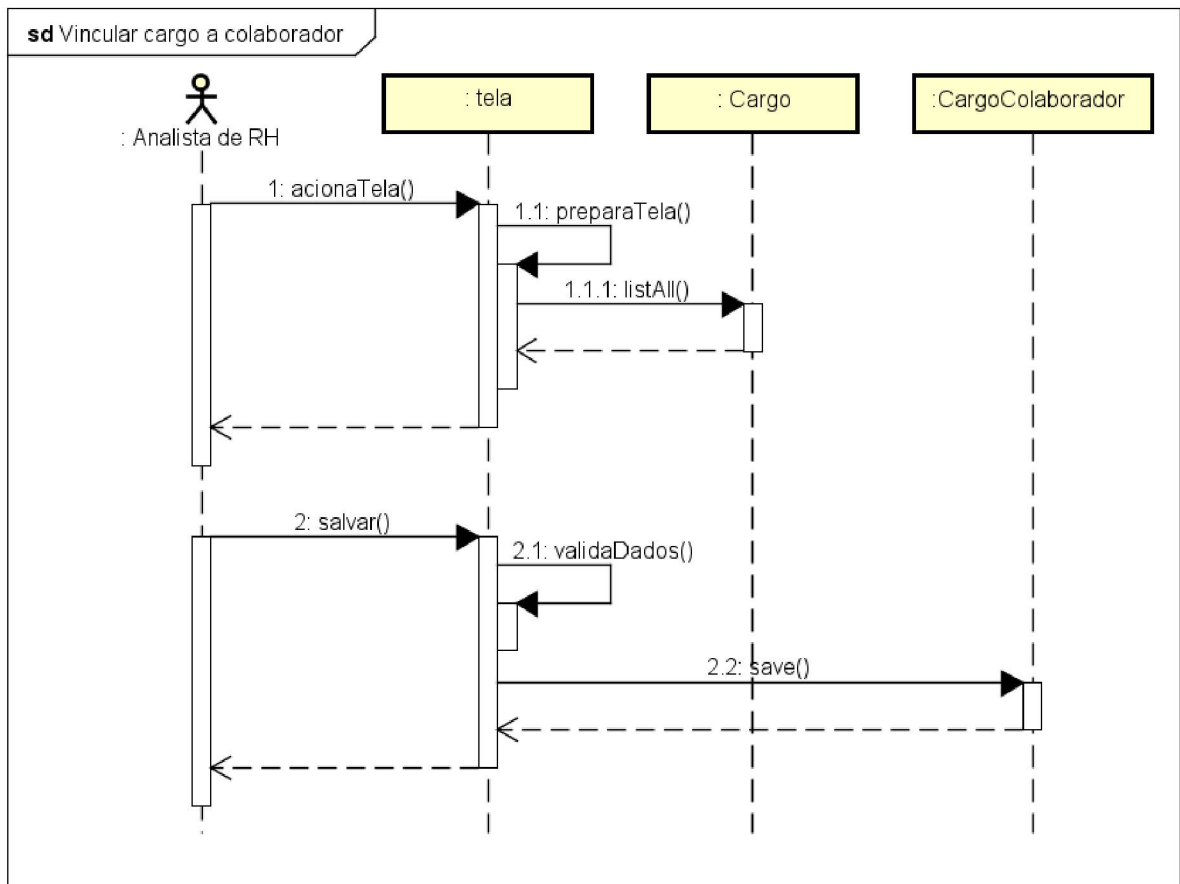 sd Vincular cargo a colaborador
: Analista de RH
: tela
: Cargo
:CargoColaborador
1: acionaTela()
1.1: preparaTela()
1.1.1: listAll()
2: salvar()
2.1: validaDados()
2.2: save()